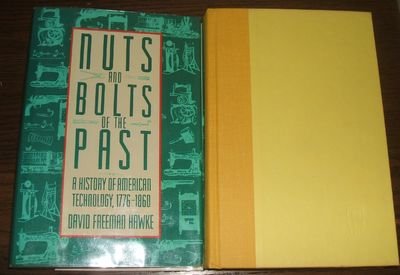 NUTS
AND
BOLTS
OF THE
PAST
A HISTORY OF AMERICAN
TECHNOLOGY, 1776-1860
DAVID FREEMAN HAWKE